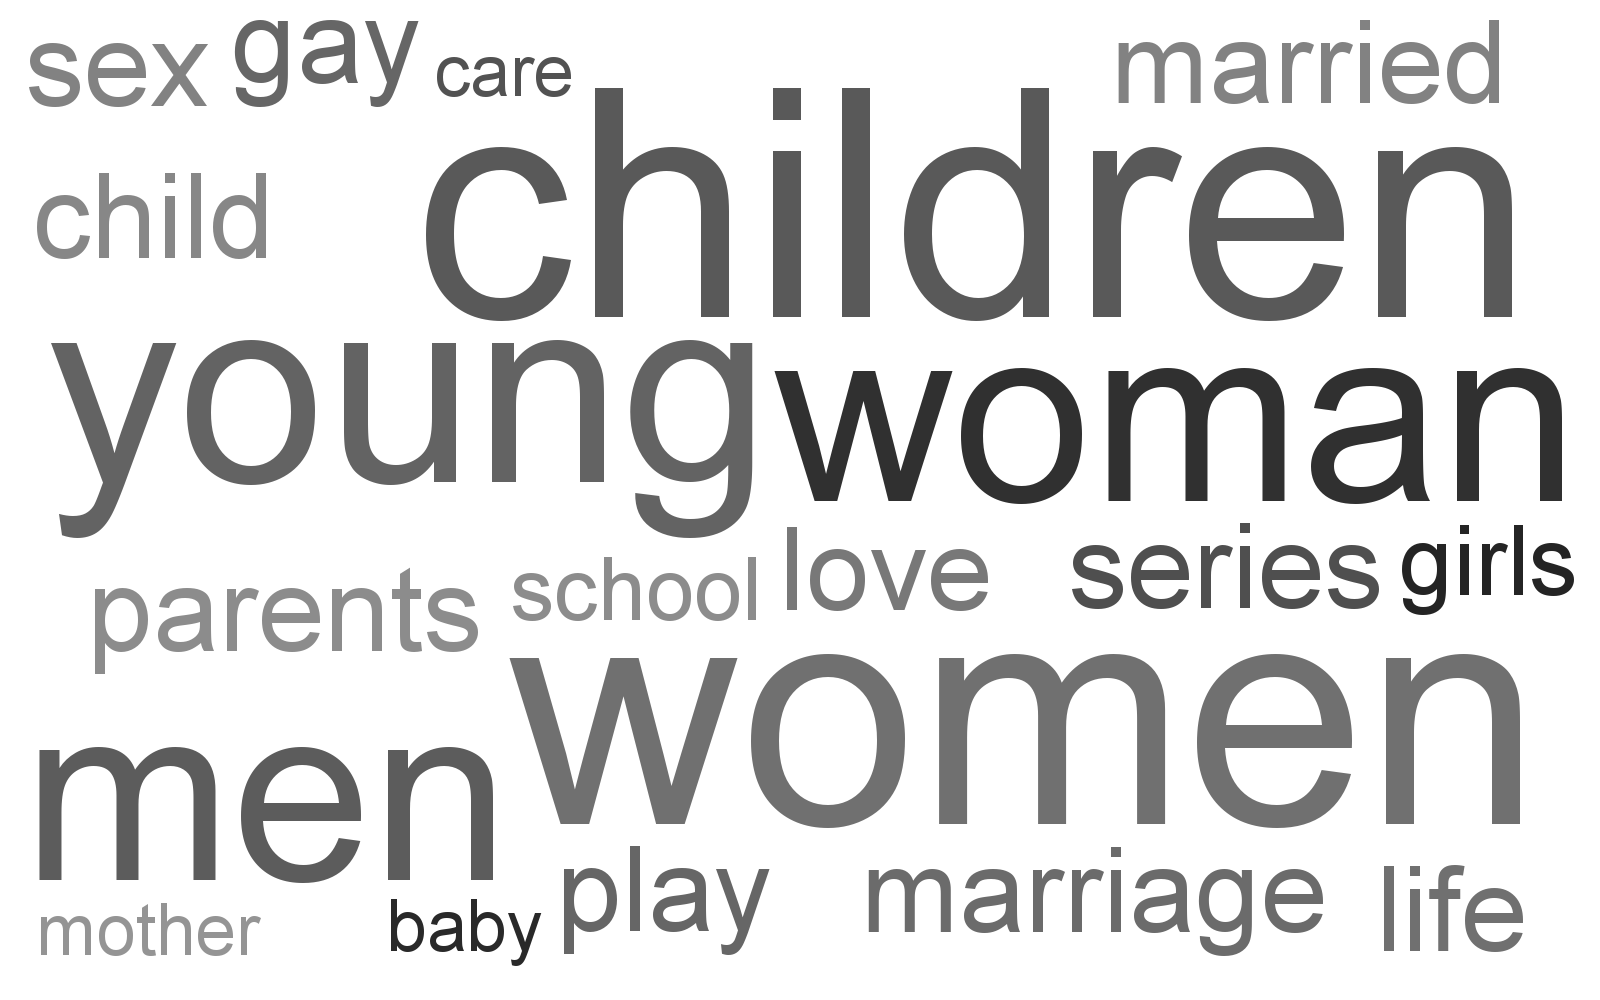 sex gay care married
child children
young woman
parents school love series girls
men women
mother baby play marriage life